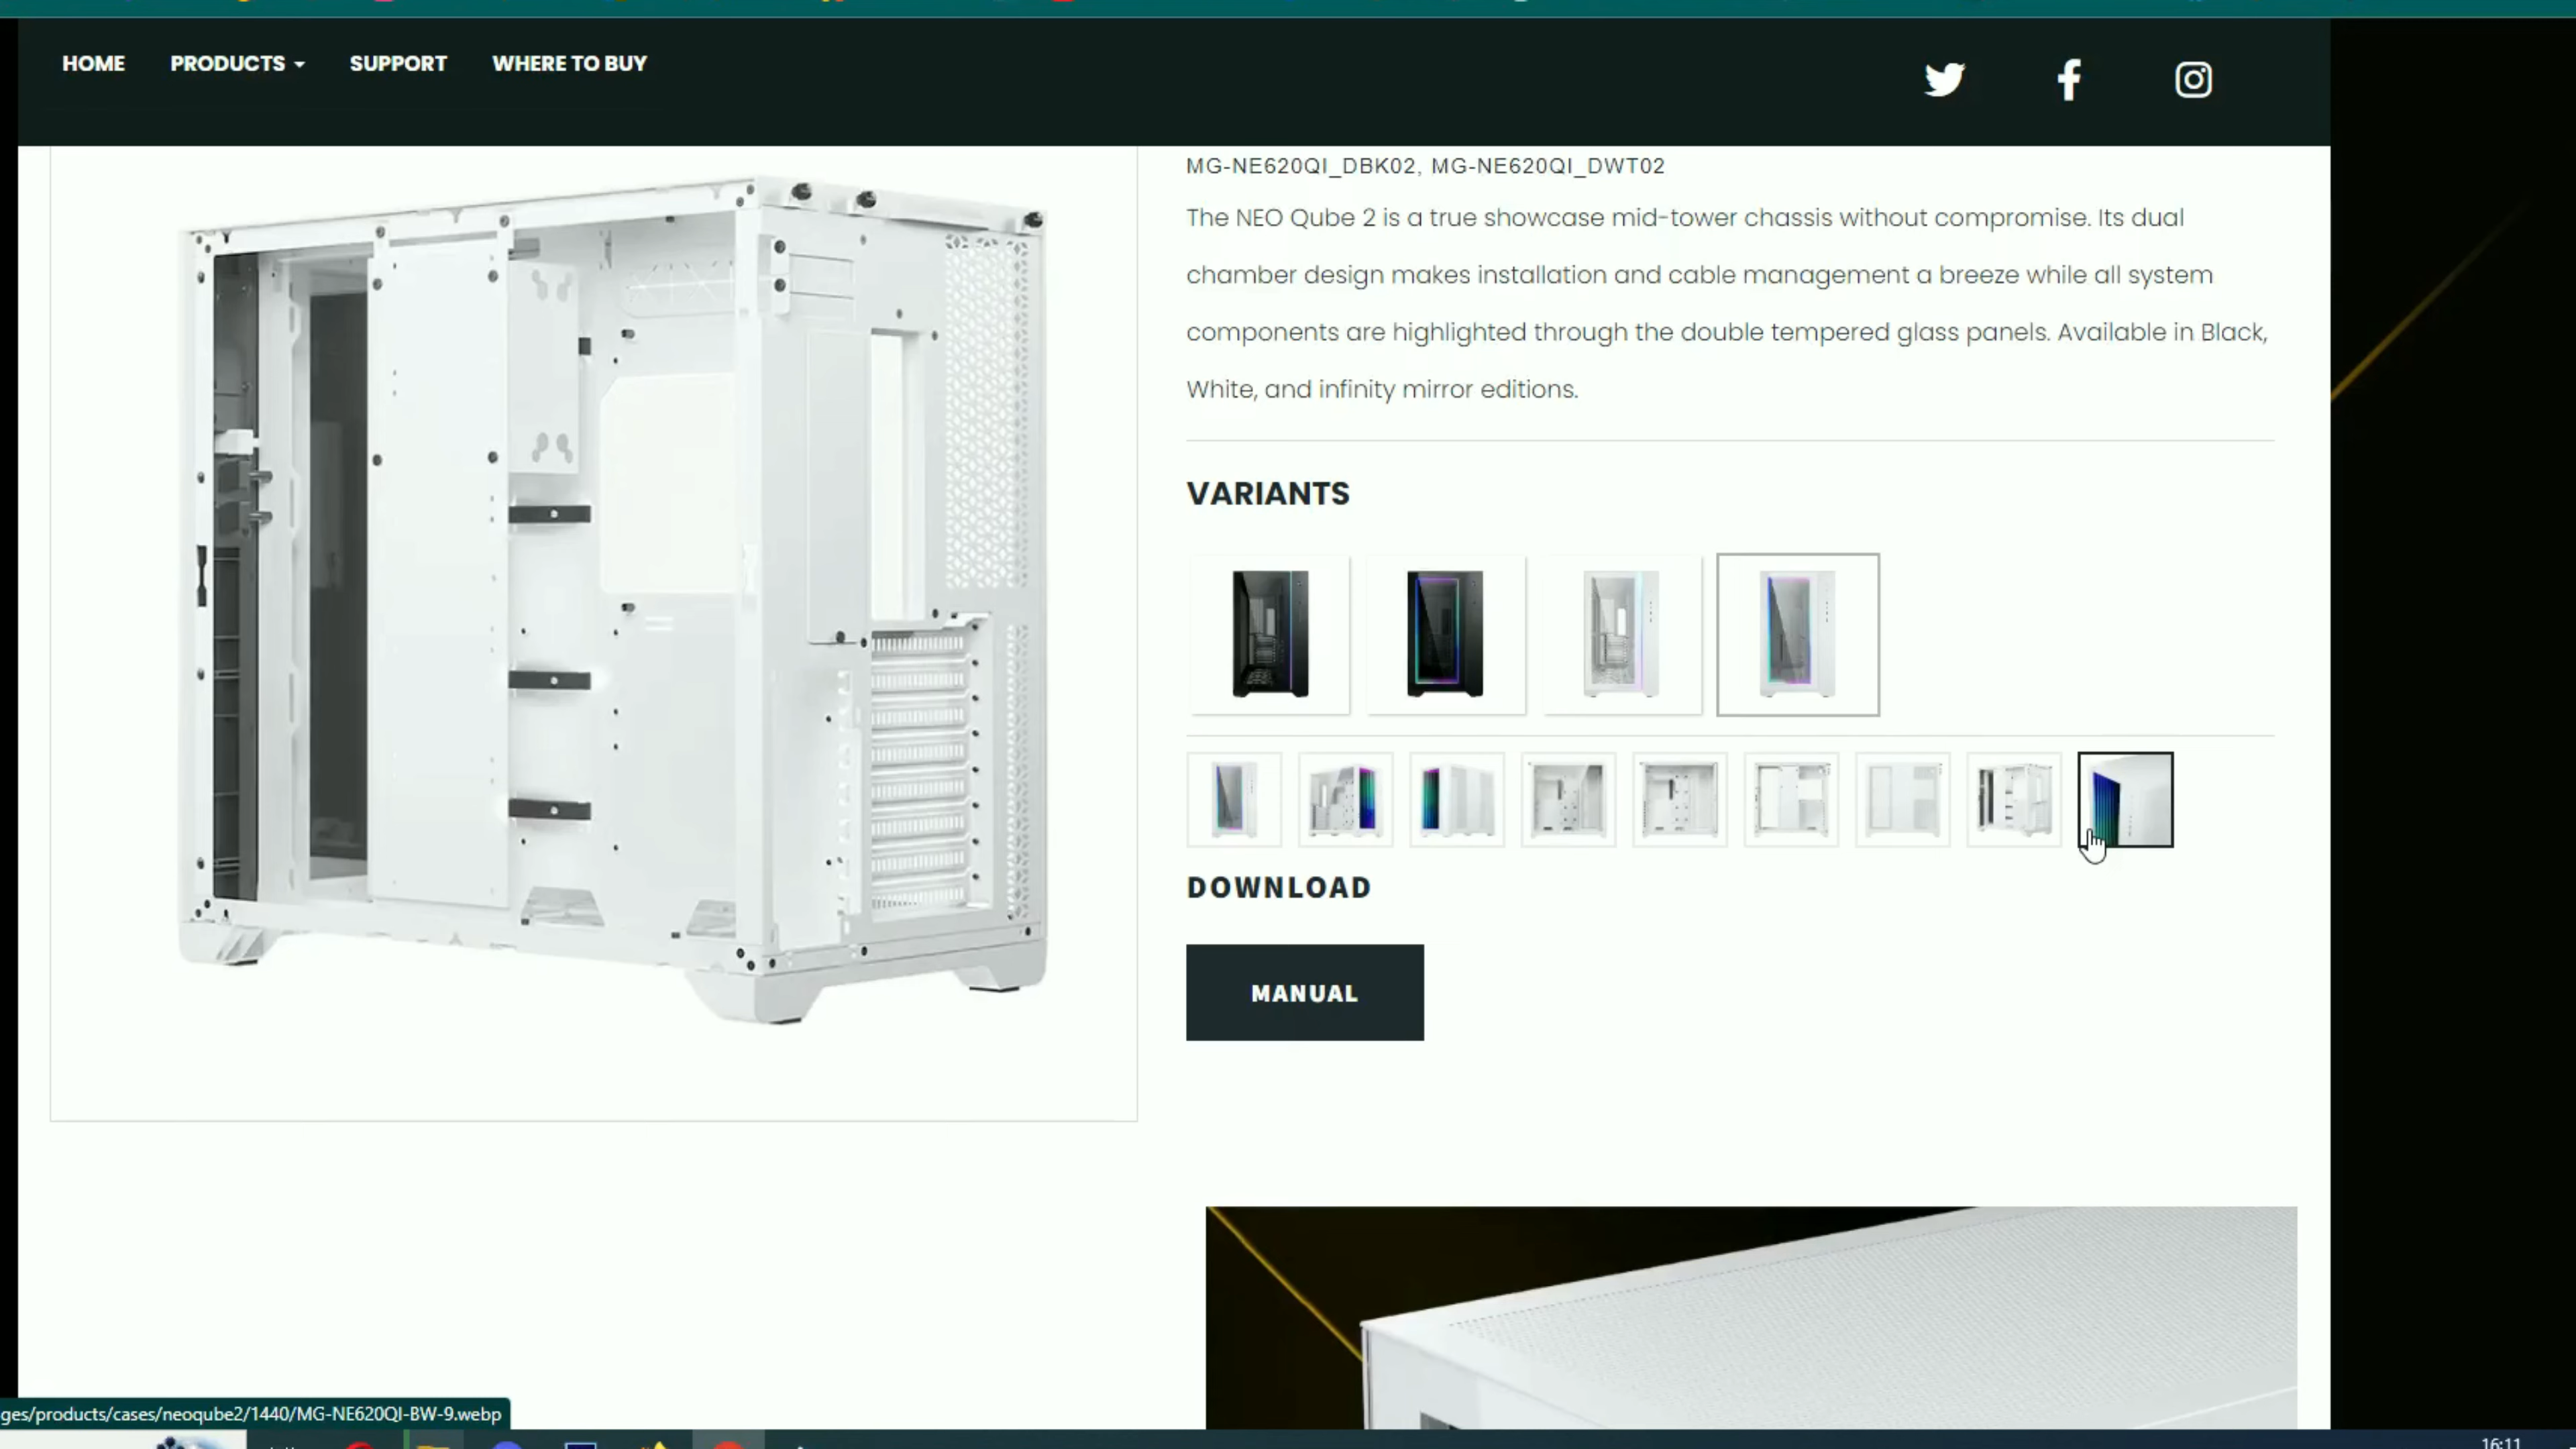 HOME PRODUCTS SUPPORT WHERE TO BUY
MG-NE620QI_DBK02, MG-NE620QI_DWT02
The NEO Qube 2 is a true showcase mid-tower chassis without compromise. Its dual
chamber design makes installation and cable management a breeze while all system
components are highlighted through the double tempered glass panels. Available in Black,
White, and infinity mirror editions.
VARIANTS
DOWNLOAD
MANUAL
ges/products/cases/neoqube2/1440/MG-NE620QI-BW-9.webp
16:11